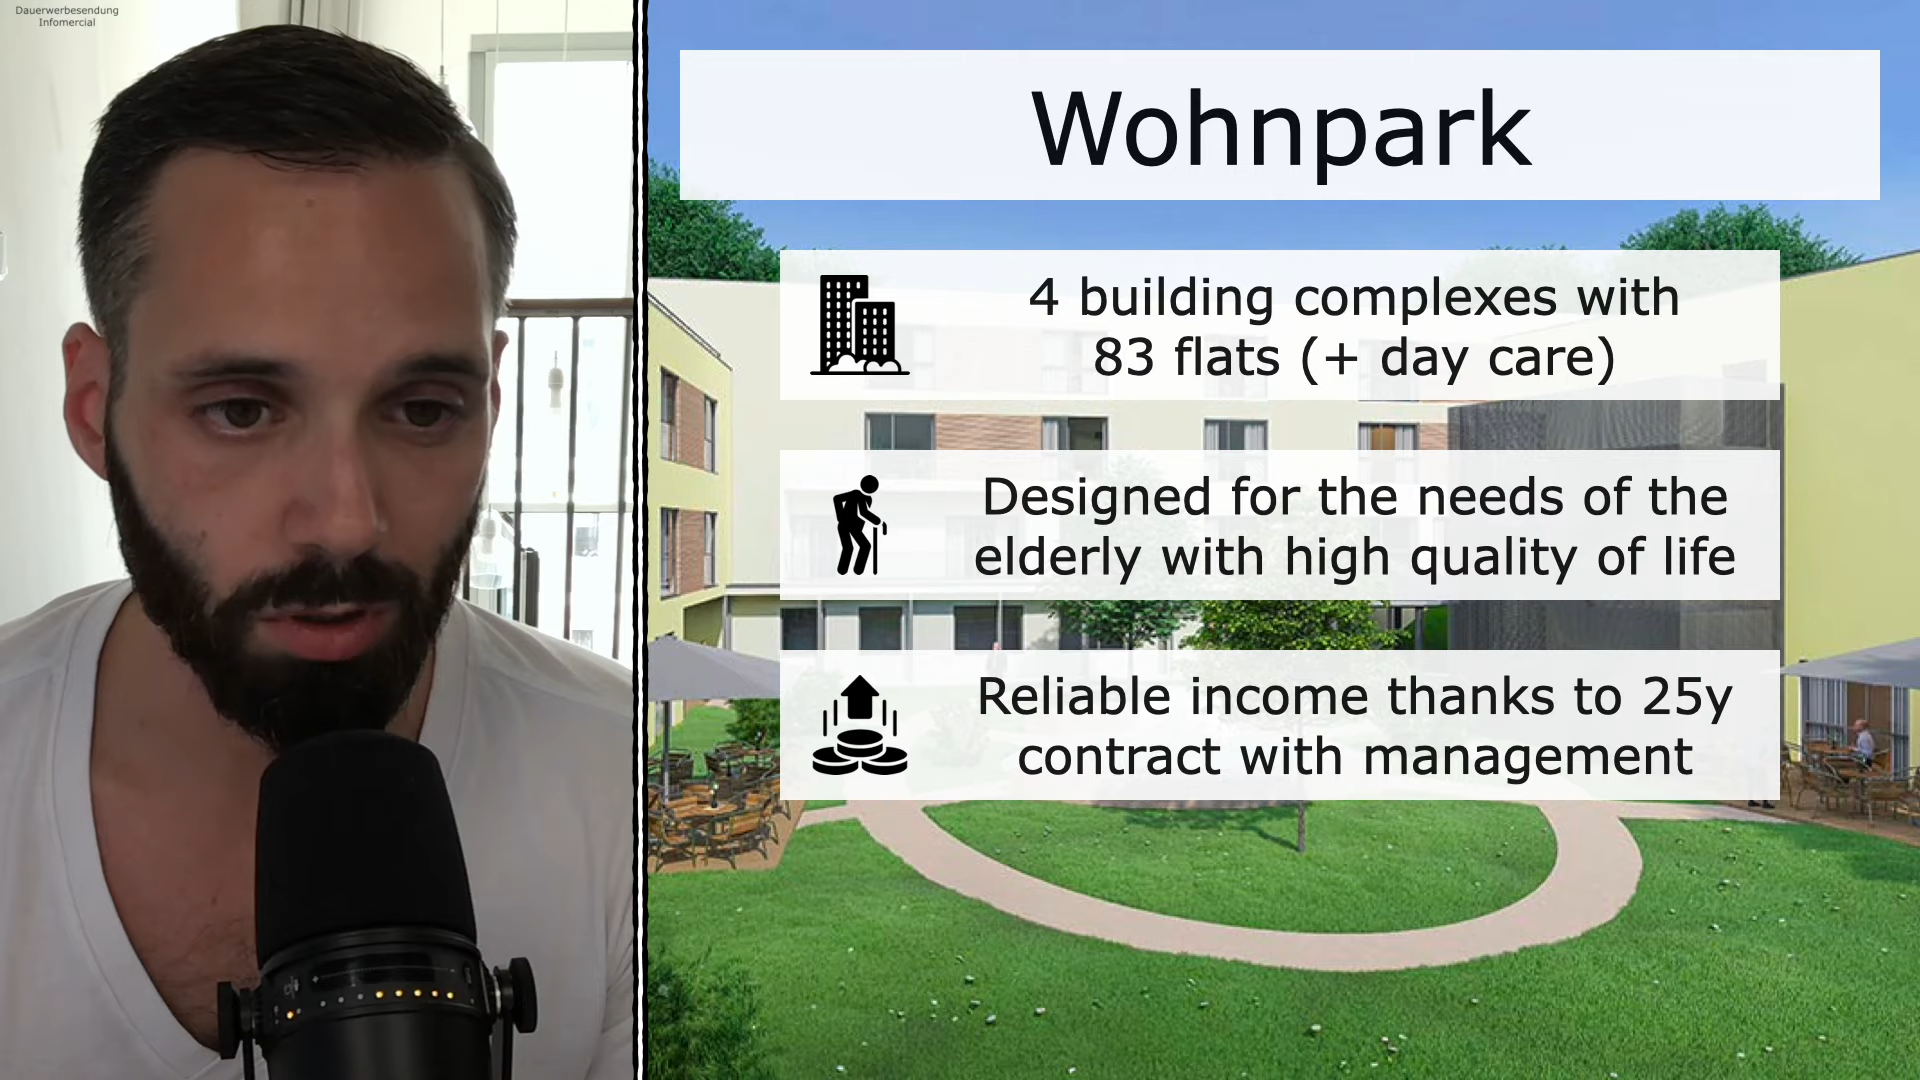 Dauerwerbesendung
Infomercial
Wohnpark
4 building complexes with
83 flats (+ day care)
Designed for the needs of the
elderly with high quality of life
Reliable income thanks to 25y
contract with management